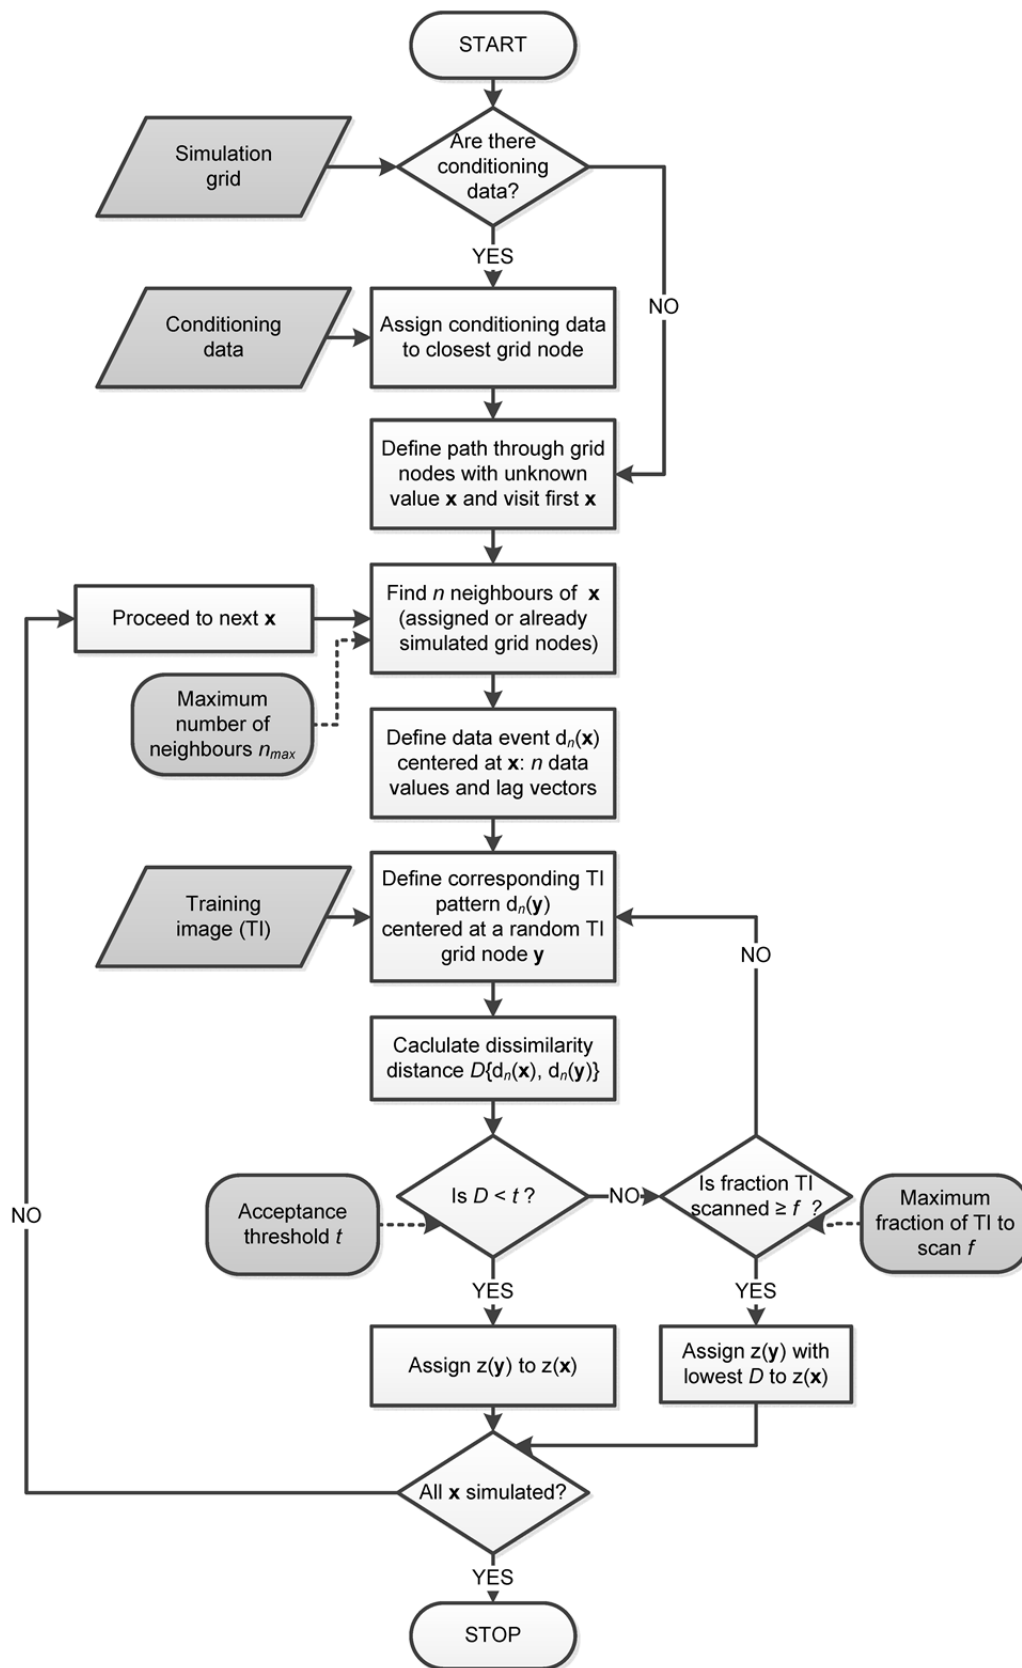 START
Simulation
grid
Are there
conditioning
data?
YES
NO
Conditioning
data
Assign conditioning data
to closest grid node
Define path through grid
nodes with unknown
value x and visit first x
Proceed to next x
Find n neighbours of x
(assigned or already
simulated grid nodes)
Maximum
number of
neighbours nmax
Define data event dn(x)
centered at x: n data
values and lag vectors
Training
image (TI)
Define corresponding TI
pattern dn(y)
centered at a random TI
grid node y
NO
Caclulate dissimilarity
distance D{dn(x), dn(y)}
Acceptance
threshold t
Is D < t ?
NO
Is fraction TI
scanned ≥ f ?
Maximum
fraction of TI to
scan f
NO
YES
YES
Assign z(y) to z(x)
Assign z(y) with
lowest D to z(x)
All x simulated?
YES
STOP